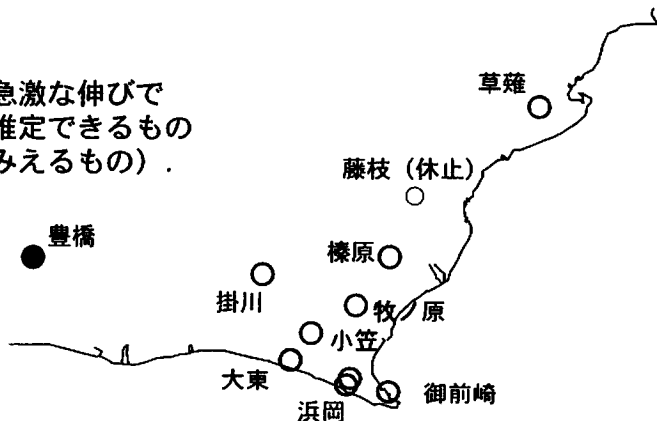 急激な伸びで
推定できるもの
みえるもの）．
草薙
藤枝（休止）
豊橋
榛原
掛川
牧ノ原
小笠
大東
浜岡
御前崎